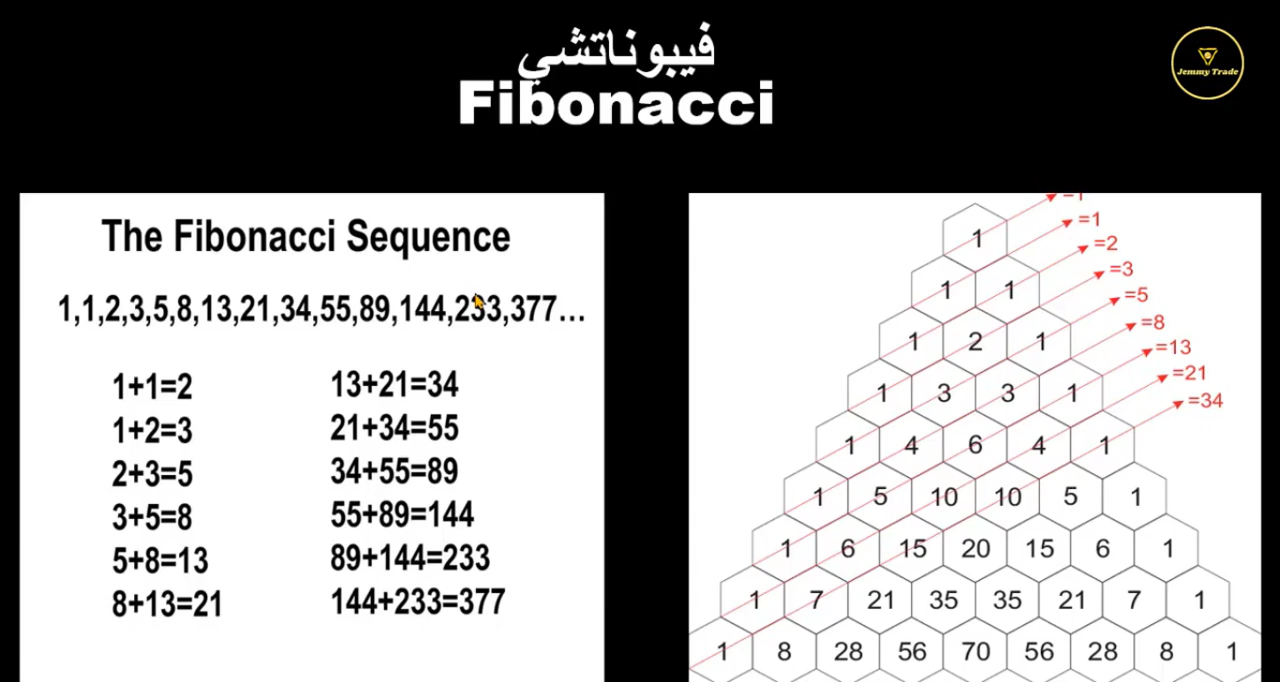 فيبوناتشي
Fibonacci
Jemmy Trade
The Fibonacci Sequence
1,1,2,3,5,8,13,21,34,55,89,144,233,377...
1+1=2
1+2=3
2+3=5
3+5=8
5+8=13
8+13=21
13+21=34
21+34=55
34+55=89
55+89=144
89+144=233
144+233=377
=1
=1
=2
=3
=5
=8
=13
=21
=34
1
1 1
1 2 1
1 3 3 1
1 4 6 4 1
1 5 10 10 5 1
1 6 15 20 15 6 1
1 7 21 35 35 21 7 1
1 8 28 56 70 56 28 8 1